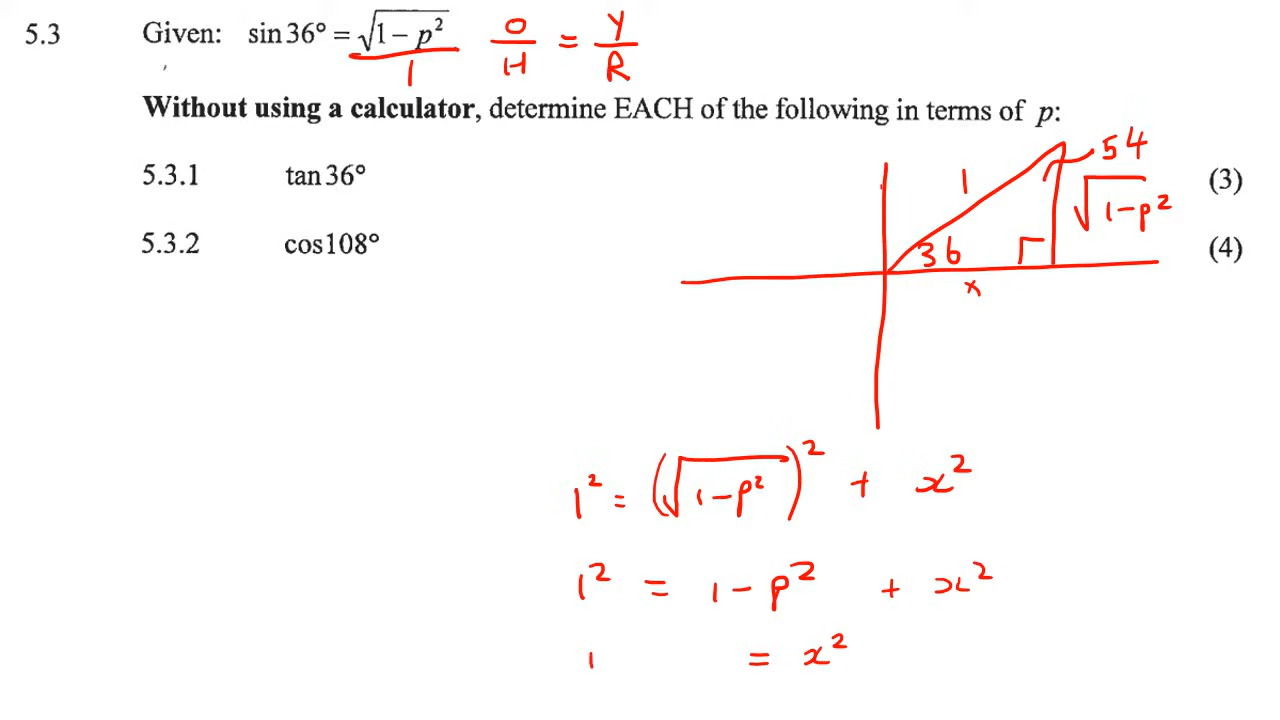 5.3 Given: sin 36° = √(1 − p²) / 1 O/H = Y/R
Without using a calculator, determine EACH of the following in terms of p:
5.3.1 tan 36° (3)
5.3.2 cos 108° (4)
54
1
√(1-p²)
36
x
1² = (√(1-p²))² + x²
1² = 1-p² + x²
1 = x²